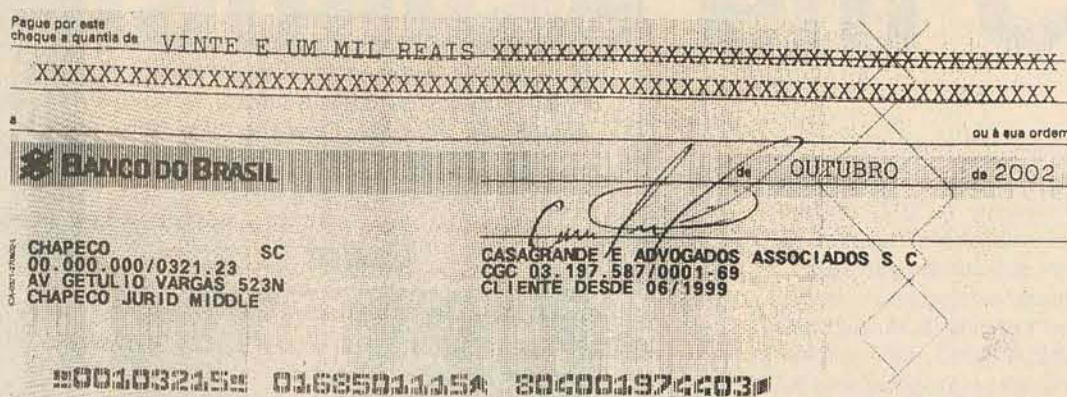 Pague por este
cheque a quantia de VINTE E UM MIL REAIS XXXXXXXXXXXXXXXXXXXXXXXXXXXXXXXXXXXX
XXXXXXXXXXXXXXXXXXXXXXXXXXXXXXXXXXXXXXXXXXXXXXXXXXXXXXXXXXXXXXXXX
a ou à sua ordem
BANCO DO BRASIL
de OUTUBRO de 2002
CHAPECO SC
00.000.000/0321.23
AV GETULIO VARGAS 523N
CHAPECO JURID MIDDLE
CASAGRANDE E ADVOGADOS ASSOCIADOS S C
CGC 03.197.587/0001-69
CLIENTE DESDE 06/1999